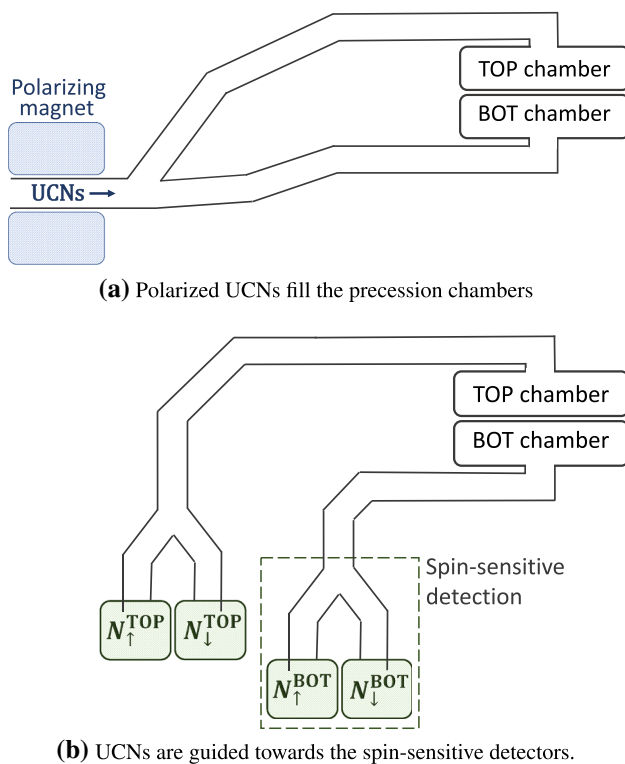 Polarizing
magnet
UCNs →
TOP chamber
BOT chamber
(a) Polarized UCNs fill the precession chambers
TOP chamber
BOT chamber
Spin-sensitive
detection
N↑TOP N↓TOP
N↑BOT N↓BOT
(b) UCNs are guided towards the spin-sensitive detectors.